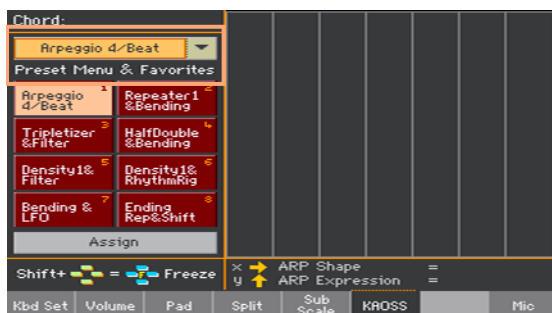 Chord:
Arpeggio 4/Beat
Preset Menu & Favorites
Arpeggio 4/Beat 1
Repeater1 &Bending 2
Tripletizer &Filter 3
HalfDouble &Bending 4
Density1& Filter 5
Density1& RhythmRig 6
Bending & LFO 7
Ending Rep&Shift 8
Assign
Shift+ = F Freeze
x ARP Shape =
y ARP Expression =
Kbd Set Volume Pad Split Sub Scale KAOSS Mic